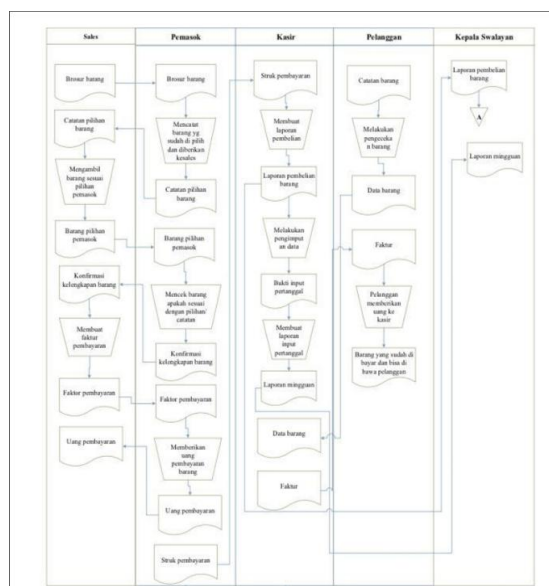 Sales
Pemasok
Kasir
Pelanggan
Kepala Swalayan
Brosur barang
Catatan pilihan
barang
Mengambil
barang sesuai
pilihan
pemasok
Barang pilihan
pemasok
Konfirmasi
kelengkapan barang
Membuat
faktur
pembayaran
Faktur pembayaran
Uang pembayaran
Brosur barang
Mencatat
barang yg
sudah di pilih
dan diberikan
kesales
Catatan pilihan
barang
Barang pilihan
pemasok
Mencek barang
apakah sesuai
dengan pilihan/
catatan
Konfirmasi
kelengkapan barang
Faktor pembayaran
Memberikan
uang
pembayatan
barang
Uang pembayaran
Struk pembayaran
Struk pembayaran
Membuat
laporan
pembelian
Laporan pembelian
barang
Melakukan
penginput
an data
Bukti input
pertanggal
Membuat
laporan
input
pertanggal
Laporan mingguan
Data barang
Faktur
Catatan barang
Melakukan
pengeceka
n barang
Data barang
Faktur
Pelanggan
memberikan
uang ke
kasir
Barang yang sudah di
bayar dan bisa di
bawa pelanggan
Laporan pembelian
barang
A
Laporan mingguan